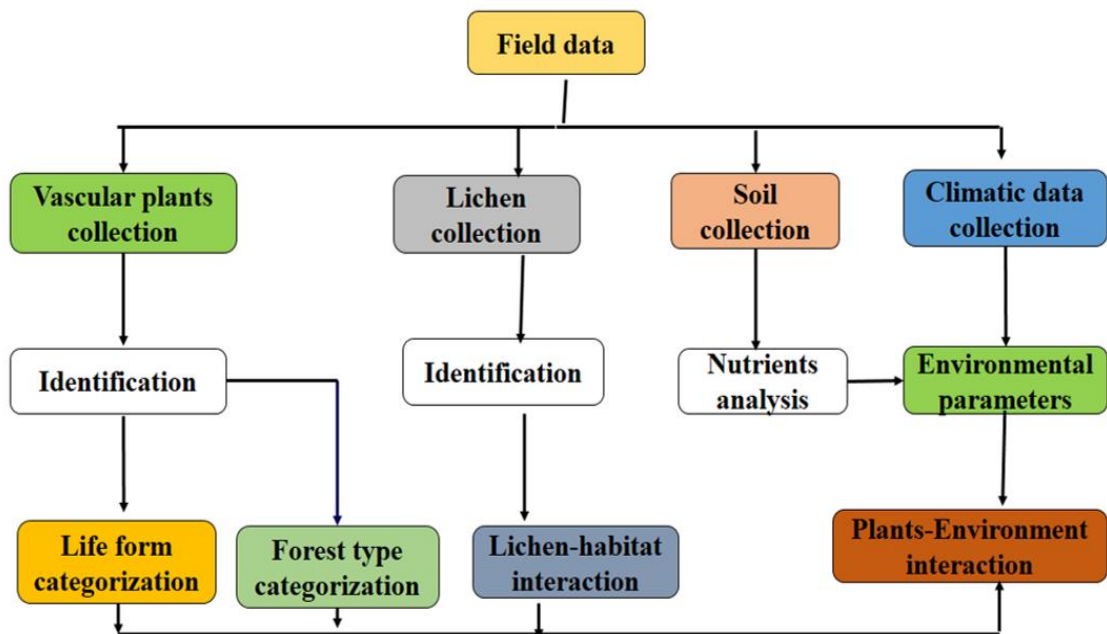 Field data
Vascular plants
collection
Lichen
collection
Soil
collection
Climatic data
collection
Identification
Identification
Nutrients
analysis
Environmental
parameters
Life form
categorization
Forest type
categorization
Lichen-habitat
interaction
Plants-Environment
interaction